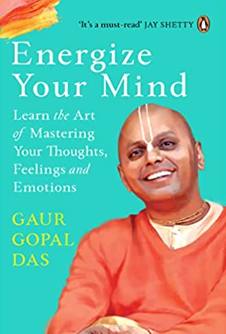 'It's a must-read' JAY SHETTY
Energize
Your Mind
Learn the Art
of Mastering
Your Thoughts,
Feelings and
Emotions
GAUR
GOPAL
DAS